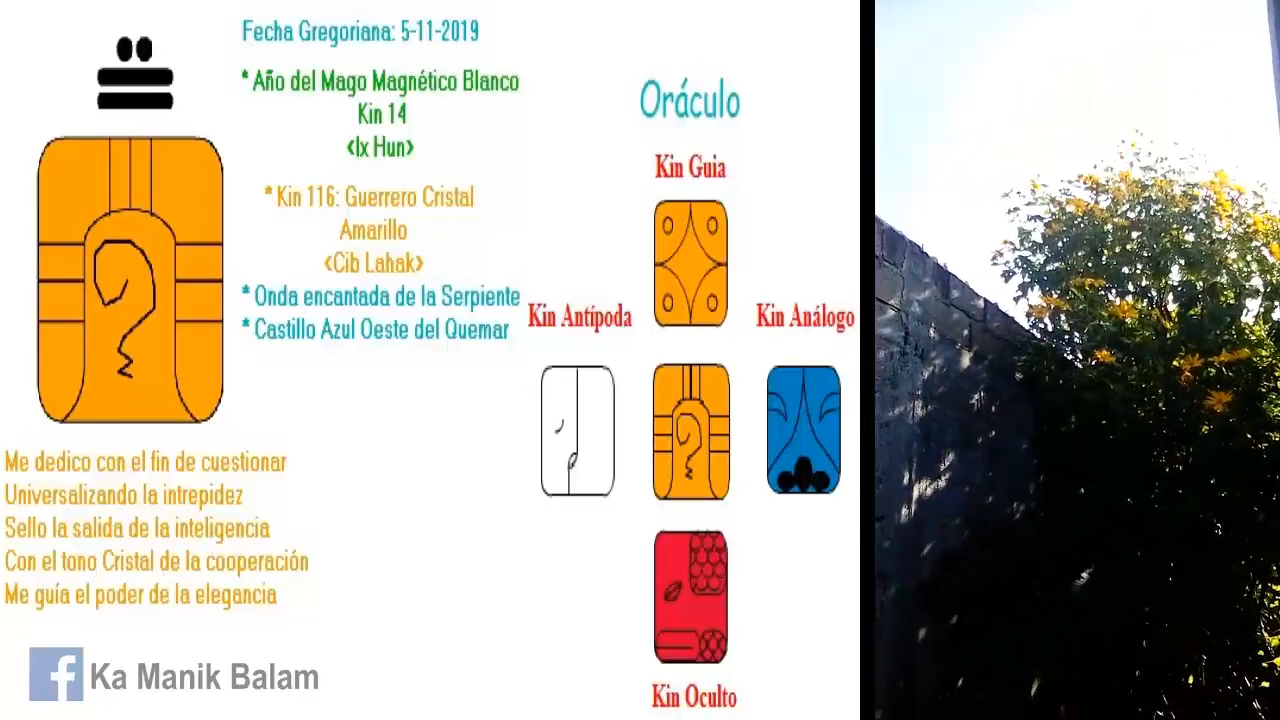 Fecha Gregoriana: 5-11-2019
* Año del Mago Magnético Blanco
Kin 14
<Ix Hun>
* Kin 116: Guerrero Cristal
Amarillo
<Cib Lahak>
* Onda encantada de la Serpiente
* Castillo Azul Oeste del Quemar
Me dedico con el fin de cuestionar
Universalizando la intrepidez
Sello la salida de la inteligencia
Con el tono Cristal de la cooperación
Me guía el poder de la elegancia
f Ka Manik Balam
Oráculo
Kin Guia
Kin Antípoda
Kin Análogo
Kin Oculto